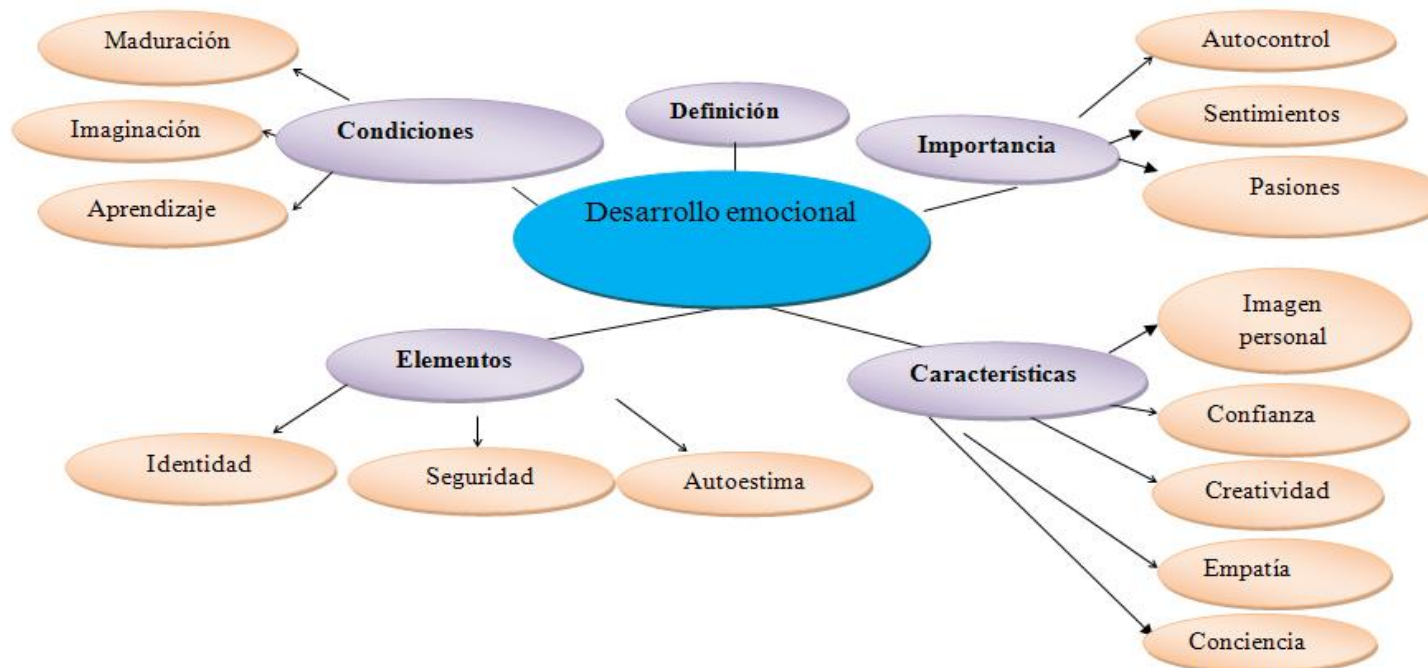 Maduración
Imaginación
Aprendizaje
Condiciones
Definición
Importancia
Autocontrol
Sentimientos
Pasiones
Desarrollo emocional
Elementos
Identidad
Seguridad
Autoestima
Características
Imagen
personal
Confianza
Creatividad
Empatía
Conciencia